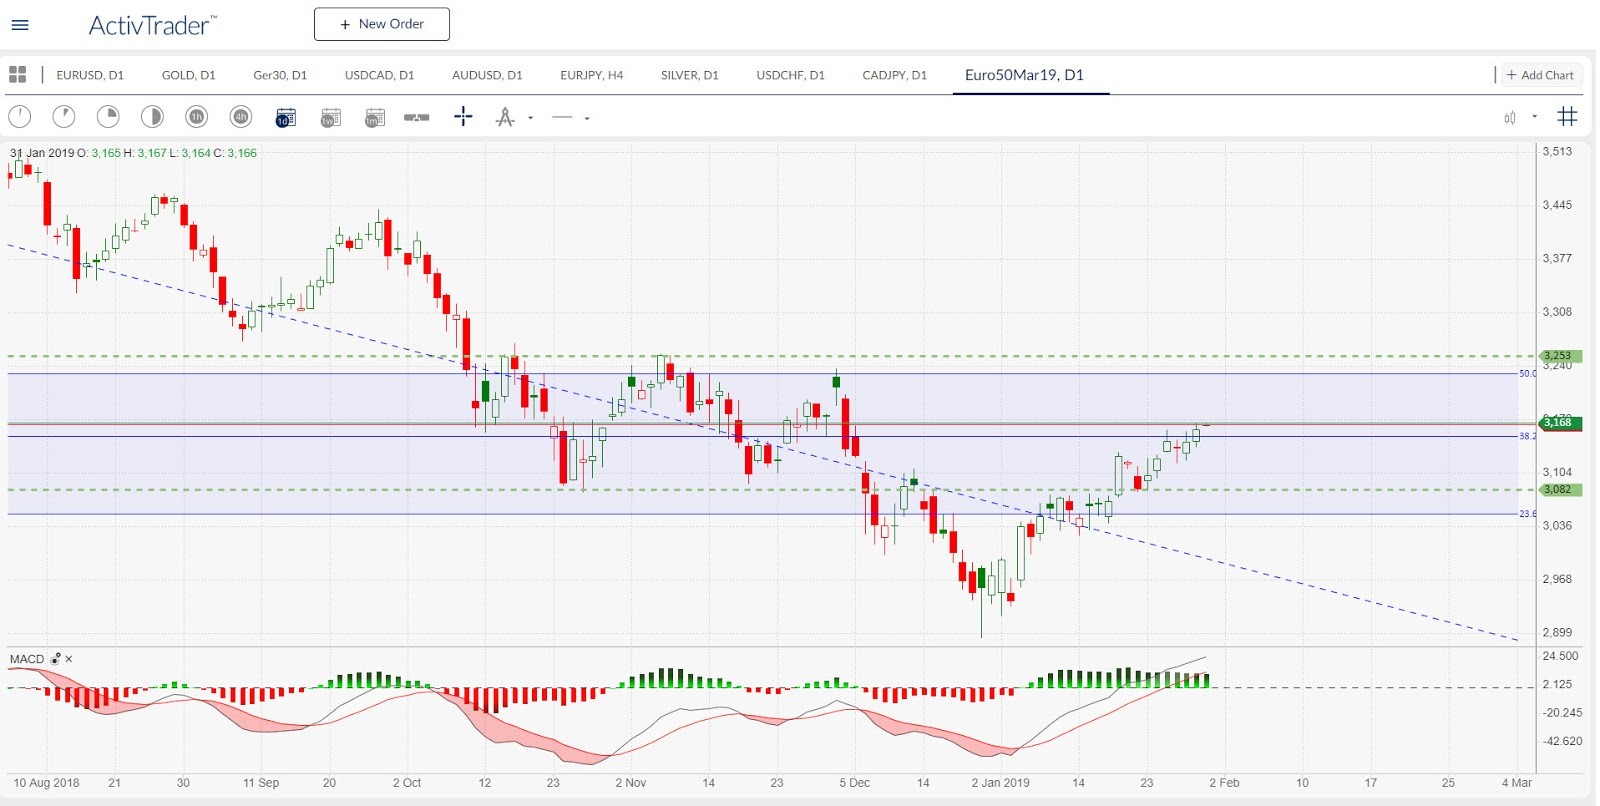 ActivTrader™
+ New Order
EURUSD, D1 GOLD, D1 Ger30, D1 USDCAD, D1 AUDUSD, D1 EURJPY, H4 SILVER, D1 USDCHF, D1 CADJPY, D1 Euro50Mar19, D1 + Add Chart
1h 4h 1d 1w 1m
31 Jan 2019 O: 3,165 H: 3,167 L: 3,164 C: 3,166
3,513
3,445
3,377
3,308
3,253
3,240
50.0
3,168
38.2
3,104
3,082
23.6
3,036
2,968
2,899
MACD
24.500
2.125
-20.245
-42.620
10 Aug 2018 21 30 11 Sep 20 2 Oct 12 23 2 Nov 14 23 5 Dec 14 2 Jan 2019 14 23 2 Feb 10 17 25 4 Mar